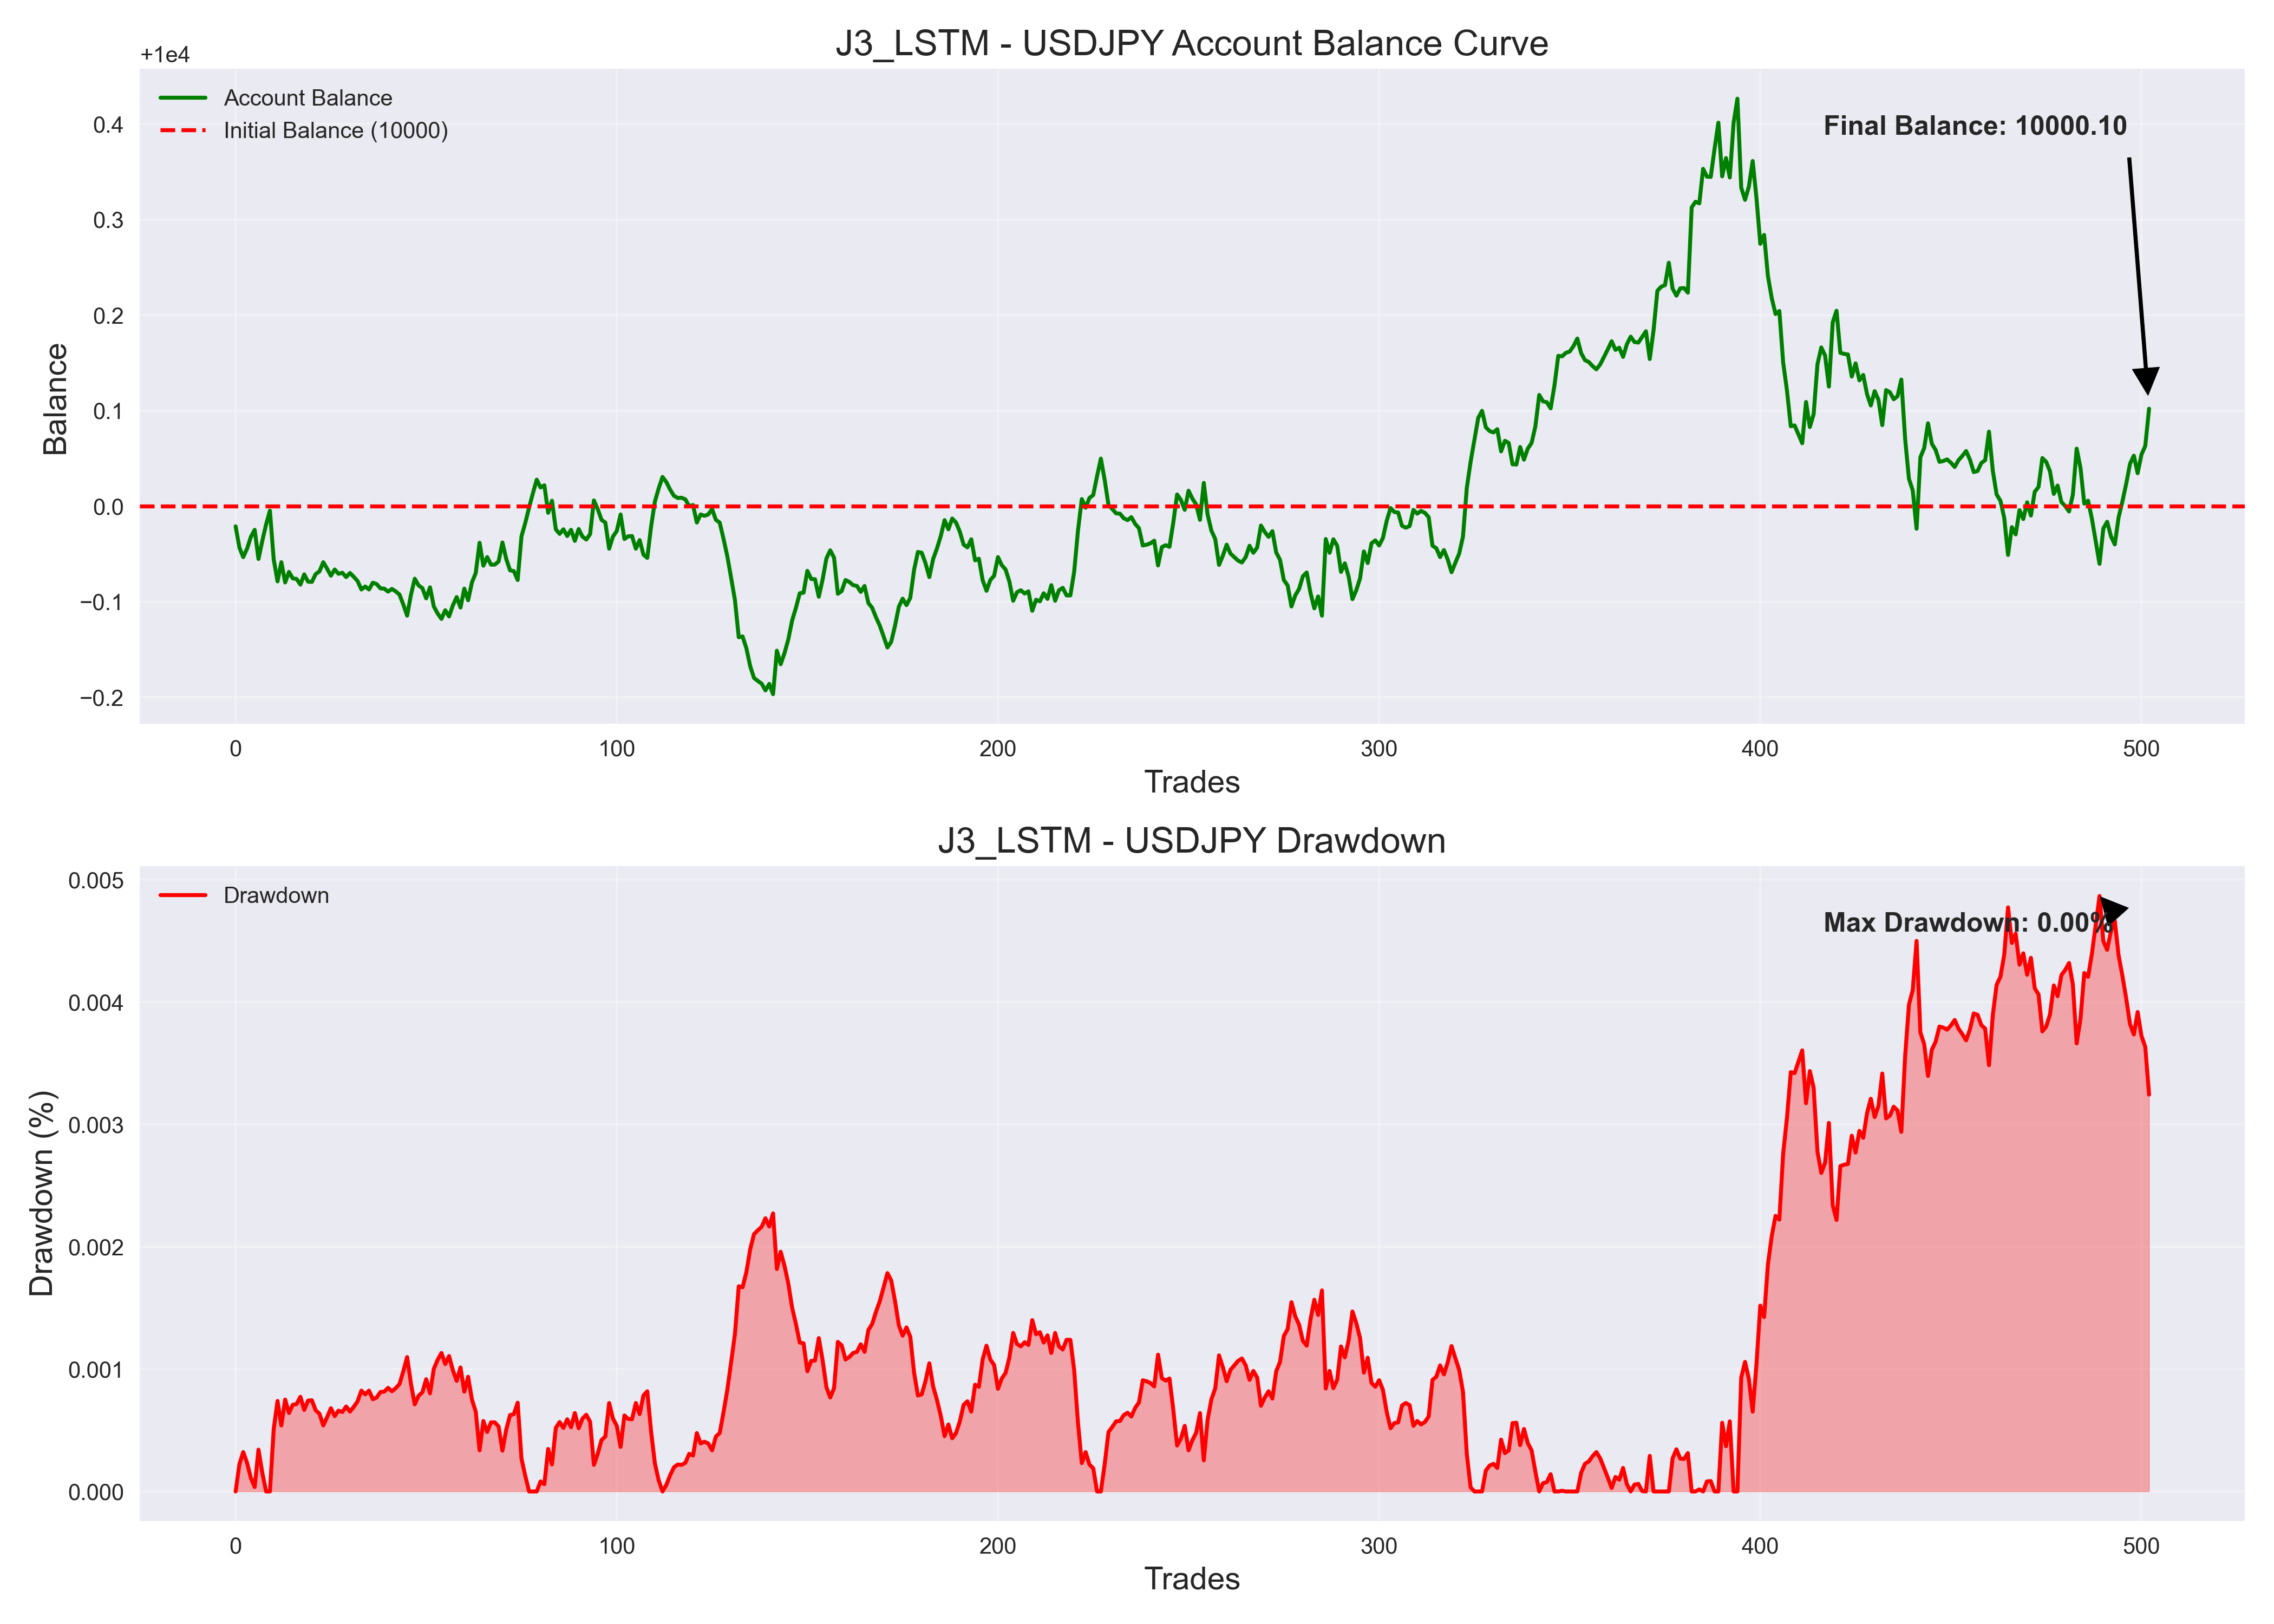 J3_LSTM - USDJPY Account Balance Curve
+1e4
Account Balance
Initial Balance (10000)
Final Balance: 10000.10
Balance
0.4
0.3
0.2
0.1
0.0
−0.1
−0.2
0 100 200 300 400 500
Trades
J3_LSTM - USDJPY Drawdown
Drawdown
Max Drawdown: 0.00%
Drawdown (%)
0.005
0.004
0.003
0.002
0.001
0.000
0 100 200 300 400 500
Trades